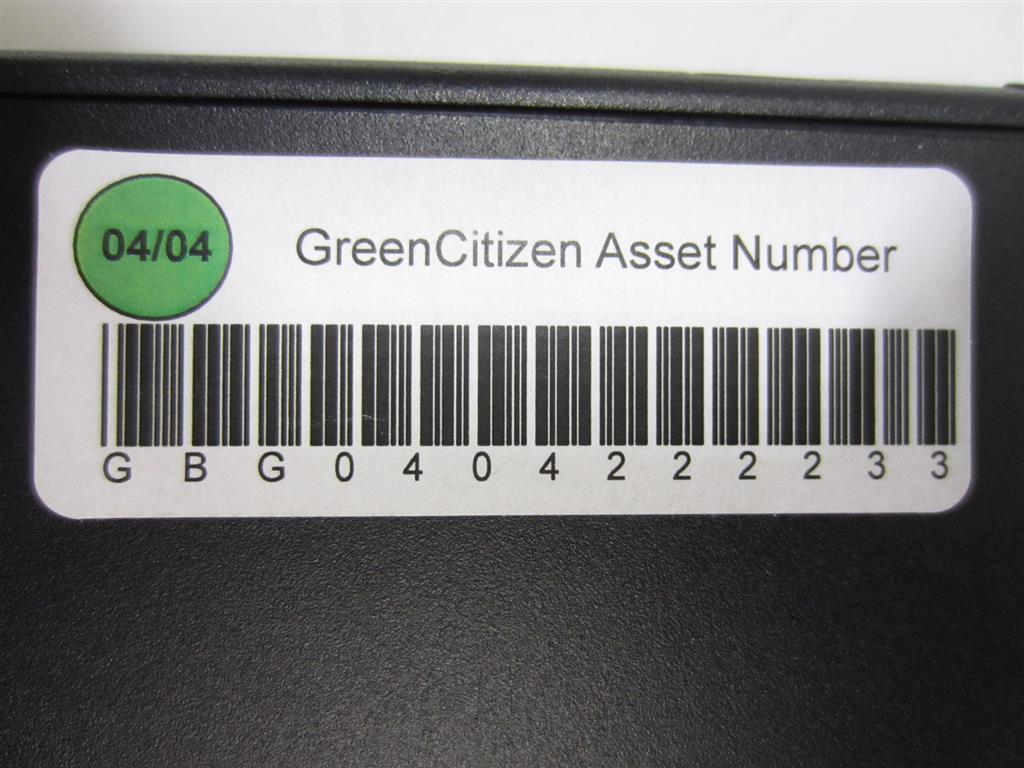 04/04
GreenCitizen Asset Number
G B G 0 4 0 4 2 2 2 2 3 3